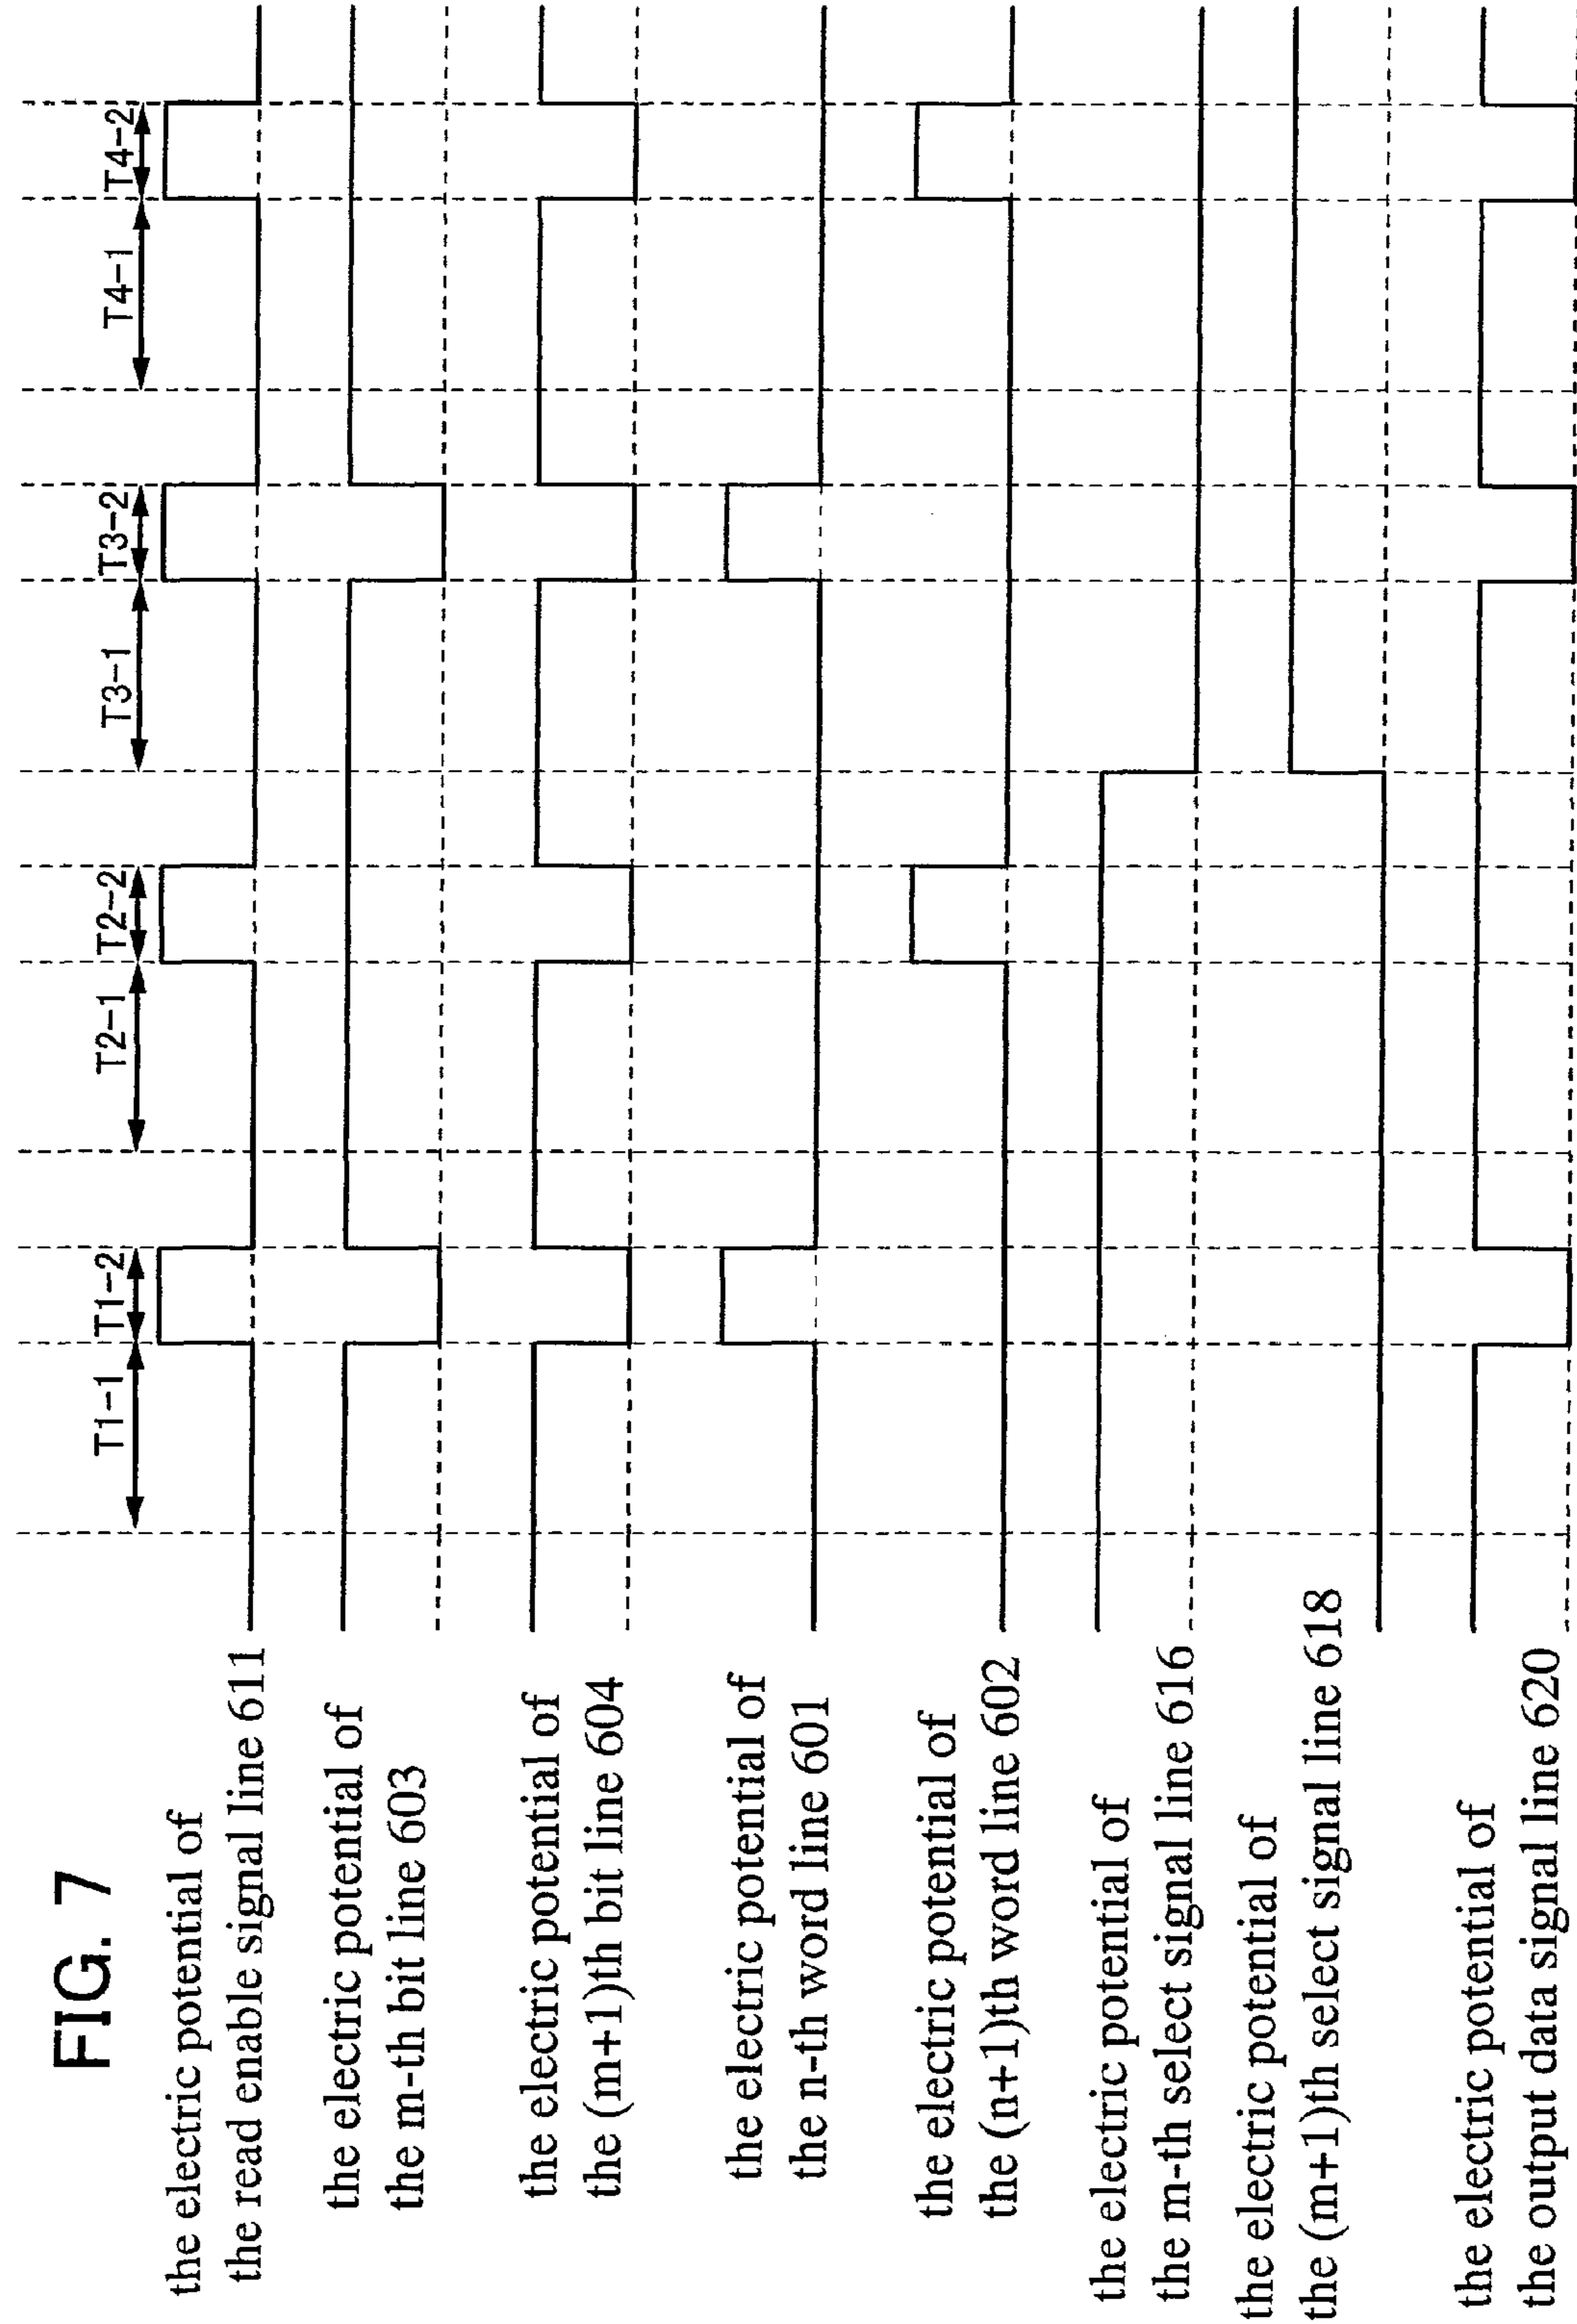 FIG. 7
T1-1
T1-2
T2-1
T2-2
T3-1
T3-2
T4-1
T4-2
the electric potential of
the read enable signal line 611
the electric potential of
the m-th bit line 603
the electric potential of
the (m+1)th bit line 604
the electric potential of
the n-th word line 601
the electric potential of
the (n+1)th word line 602
the electric potential of
the m-th select signal line 616
the electric potential of
the (m+1)th select signal line 618
the electric potential of
the output data signal line 620